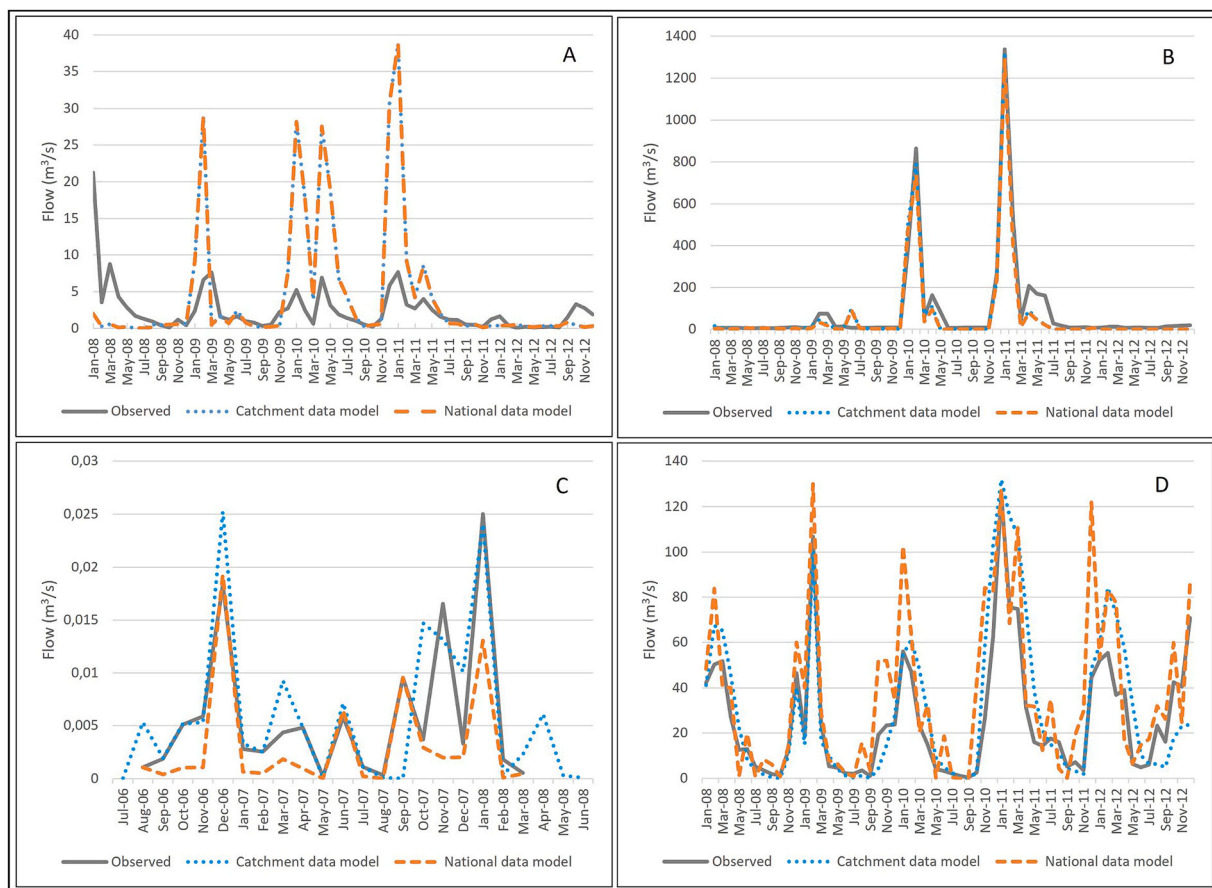 A
Flow (m³/s)
40
35
30
25
20
15
10
5
0
Jan-08 Mar-08 May-08 Jul-08 Sep-08 Nov-08 Jan-09 Mar-09 May-09 Jul-09 Sep-09 Nov-09 Jan-10 Mar-10 May-10 Jul-10 Sep-10 Nov-10 Jan-11 Mar-11 May-11 Jul-11 Sep-11 Nov-11 Jan-12 Mar-12 May-12 Jul-12 Sep-12 Nov-12
Observed Catchment data model National data model
B
Flow (m³/s)
1400
1200
1000
800
600
400
200
0
Jan-08 Mar-08 May-08 Jul-08 Sep-08 Nov-08 Jan-09 Mar-09 May-09 Jul-09 Sep-09 Nov-09 Jan-10 Mar-10 May-10 Jul-10 Sep-10 Nov-10 Jan-11 Mar-11 May-11 Jul-11 Sep-11 Nov-11 Jan-12 Mar-12 May-12 Jul-12 Sep-12 Nov-12
Observed Catchment data model National data model
C
Flow (m³/s)
0,03
0,025
0,02
0,015
0,01
0,005
0
Jul-06 Aug-06 Sep-06 Oct-06 Nov-06 Dec-06 Jan-07 Feb-07 Mar-07 Apr-07 May-07 Jun-07 Jul-07 Aug-07 Sep-07 Oct-07 Nov-07 Dec-07 Jan-08 Feb-08 Mar-08 Apr-08 May-08 Jun-08
Observed Catchment data model National data model
D
Flow (m³/s)
140
120
100
80
60
40
20
0
Jan-08 Mar-08 May-08 Jul-08 Sep-08 Nov-08 Jan-09 Mar-09 May-09 Jul-09 Sep-09 Nov-09 Jan-10 Mar-10 May-10 Jul-10 Sep-10 Nov-10 Jan-11 Mar-11 May-11 Jul-11 Sep-11 Nov-11 Jan-12 Mar-12 May-12 Jul-12 Sep-12 Nov-12
Observed Catchment data model National data model